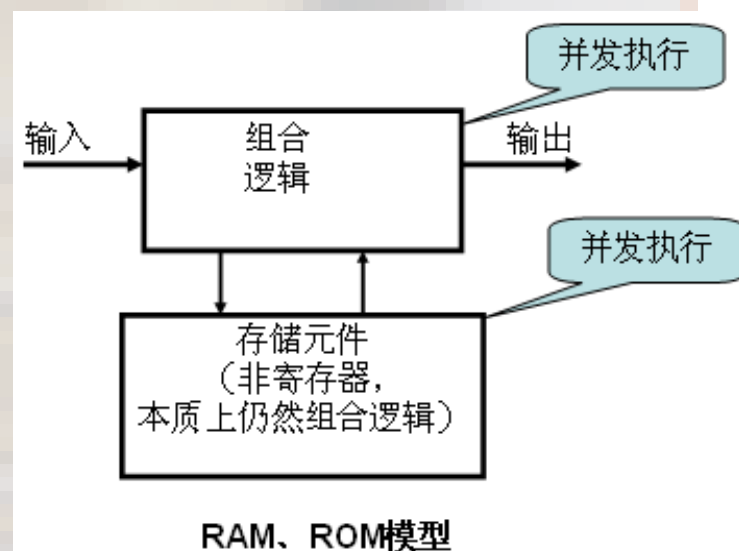 并发执行
输入
组合
逻辑
输出
并发执行
存储元件
（非寄存器，
本质上仍然组合逻辑）
RAM、ROM模型